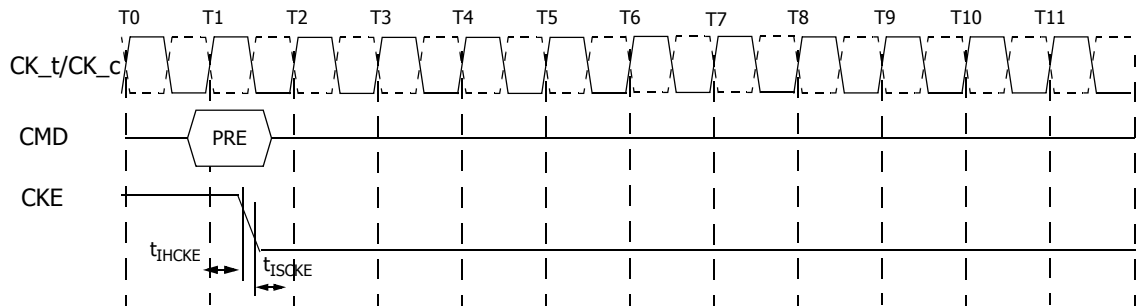 T0 T1 T2 T3 T4 T5 T6 T7 T8 T9 T10 T11
CK_t/CK_c
CMD PRE
CKE
tIHCKE
tISCKE